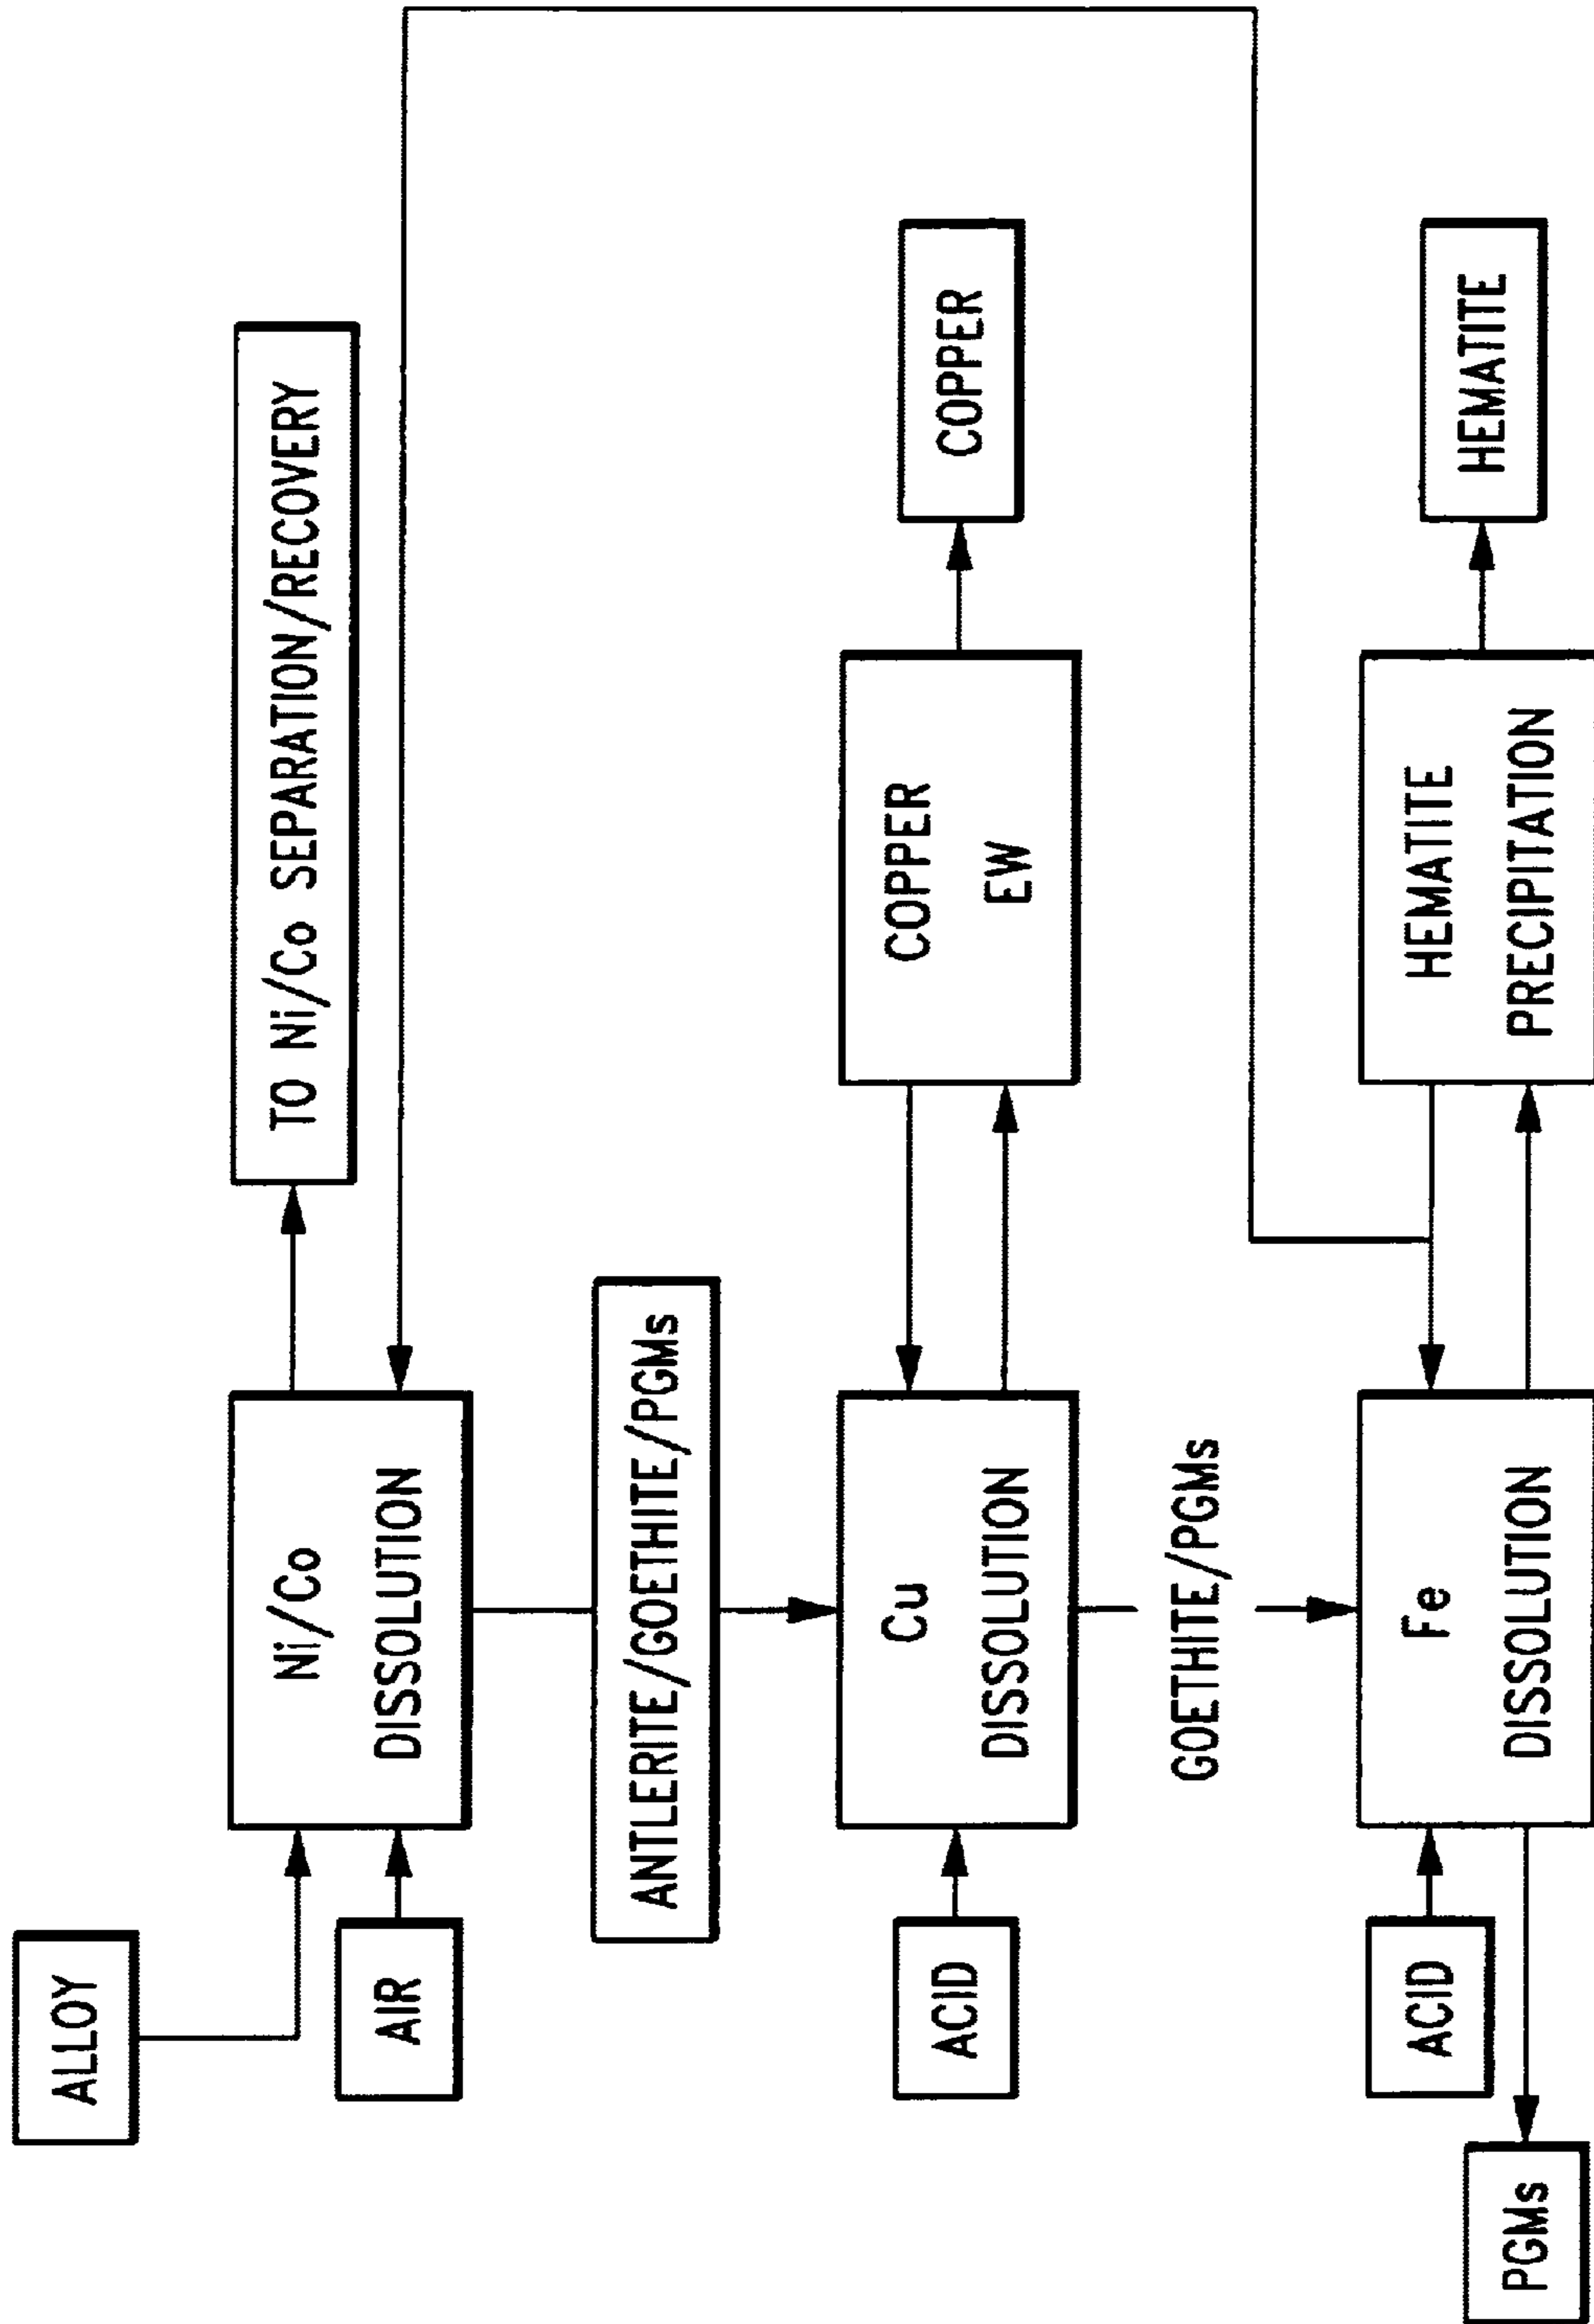 ALLOY
AIR
Ni/Co
DISSOLUTION
TO Ni/Co SEPARATION/RECOVERY
ANTLERITE/GOETHITE/PGMs
ACID
Cu
DISSOLUTION
COPPER
EW
COPPER
GOETHITE/PGMs
ACID
Fe
DISSOLUTION
HEMATITE
PRECIPITATION
HEMATITE
PGMs